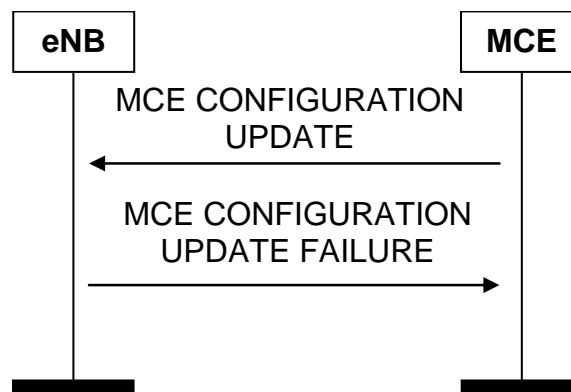 eNB
MCE
MCE CONFIGURATION
UPDATE
MCE CONFIGURATION
UPDATE FAILURE